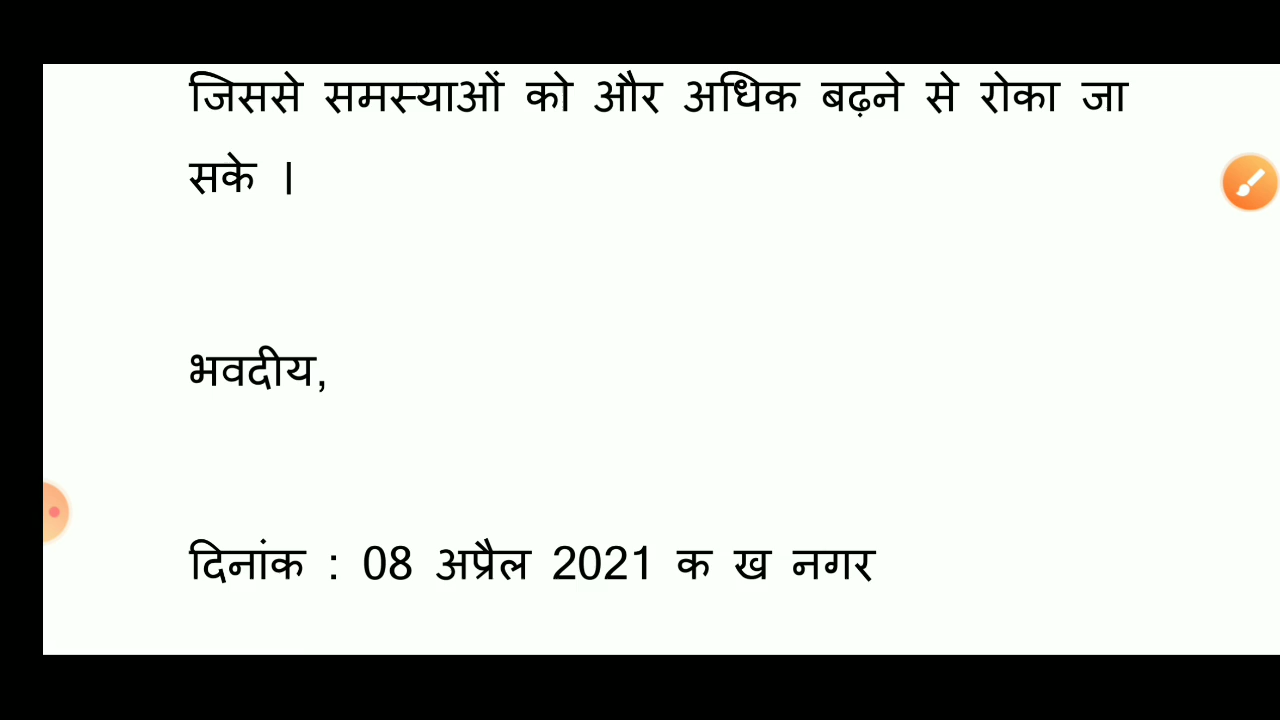 जिससे समस्याओं को और अधिक बढ़ने से रोका जा
सके ।
भवदीय,
दिनांक : 08 अप्रैल 2021 क ख नगर